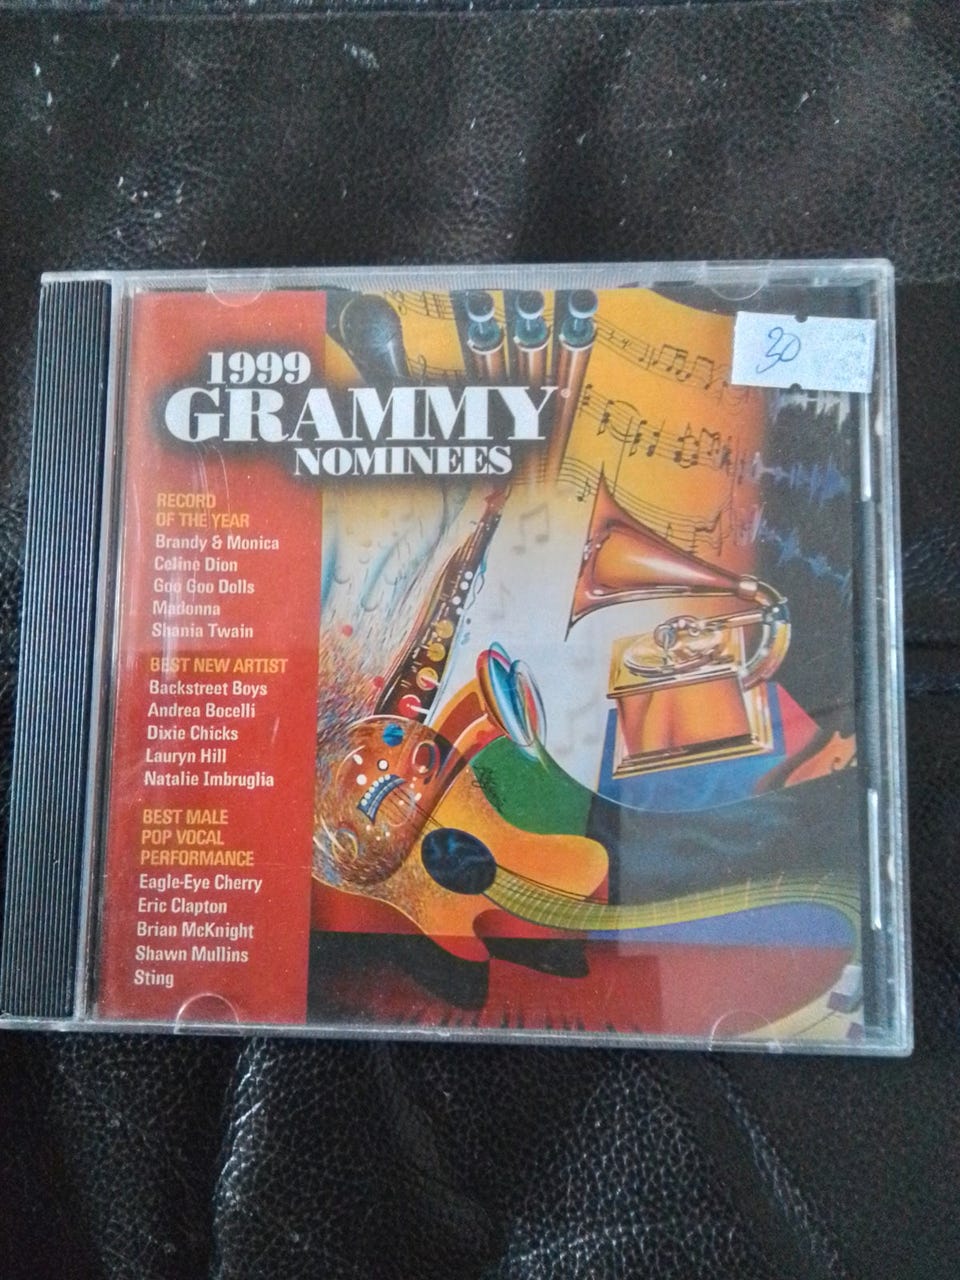 1999
GRAMMY
NOMINEES
30
RECORD
OF THE YEAR
Brandy & Monica
Celine Dion
Goo Goo Dolls
Madonna
Shania Twain
BEST NEW ARTIST
Backstreet Boys
Andrea Bocelli
Dixie Chicks
Lauryn Hill
Natalie Imbruglia
BEST MALE
POP VOCAL
PERFORMANCE
Eagle-Eye Cherry
Eric Clapton
Brian McKnight
Shawn Mullins
Sting